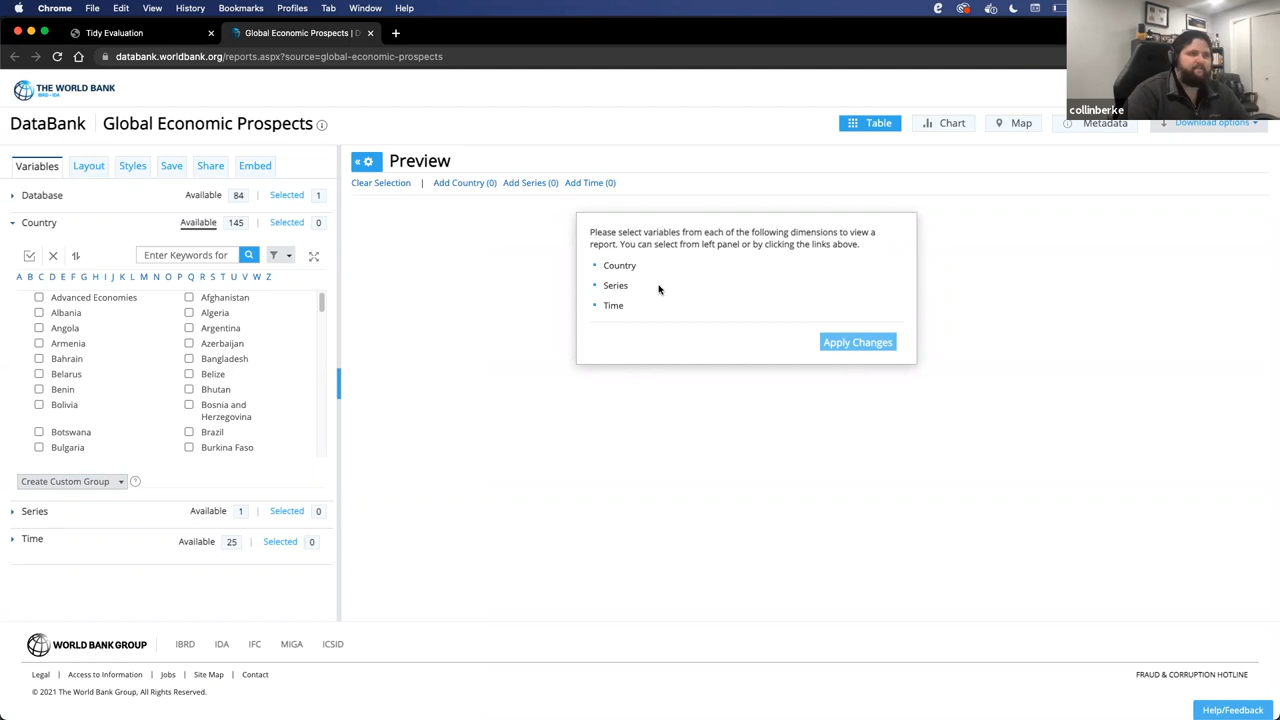 Chrome File Edit View History Bookmarks Profiles Tab Window Help
Tidy Evaluation
Global Economic Prospects | D
databank.worldbank.org/reports.aspx?source=global-economic-prospects
collinberke
THE WORLD BANK
IBRD • IDA
DataBank Global Economic Prospects
Table Chart Map Metadata Download options
Variables Layout Styles Save Share Embed
Database Available 84 | Selected 1
Country Available 145 | Selected 0
Enter Keywords for
A B C D E F G H I J K L M N O P Q R S T U V W Z
Advanced Economies Afghanistan
Albania Algeria
Angola Argentina
Armenia Azerbaijan
Bahrain Bangladesh
Belarus Belize
Benin Bhutan
Bolivia Bosnia and
Herzegovina
Botswana Brazil
Bulgaria Burkina Faso
Create Custom Group ?
Series Available 1 | Selected 0
Time Available 25 | Selected 0
Preview
Clear Selection | Add Country (0) Add Series (0) Add Time (0)
Please select variables from each of the following dimensions to view a
report. You can select from left panel or by clicking the links above.
Country
Series
Time
Apply Changes
WORLD BANK GROUP IBRD IDA IFC MIGA ICSID
Legal | Access to Information | Jobs | Site Map | Contact
FRAUD & CORRUPTION HOTLINE
© 2021 The World Bank Group, All Rights Reserved.
Help/Feedback